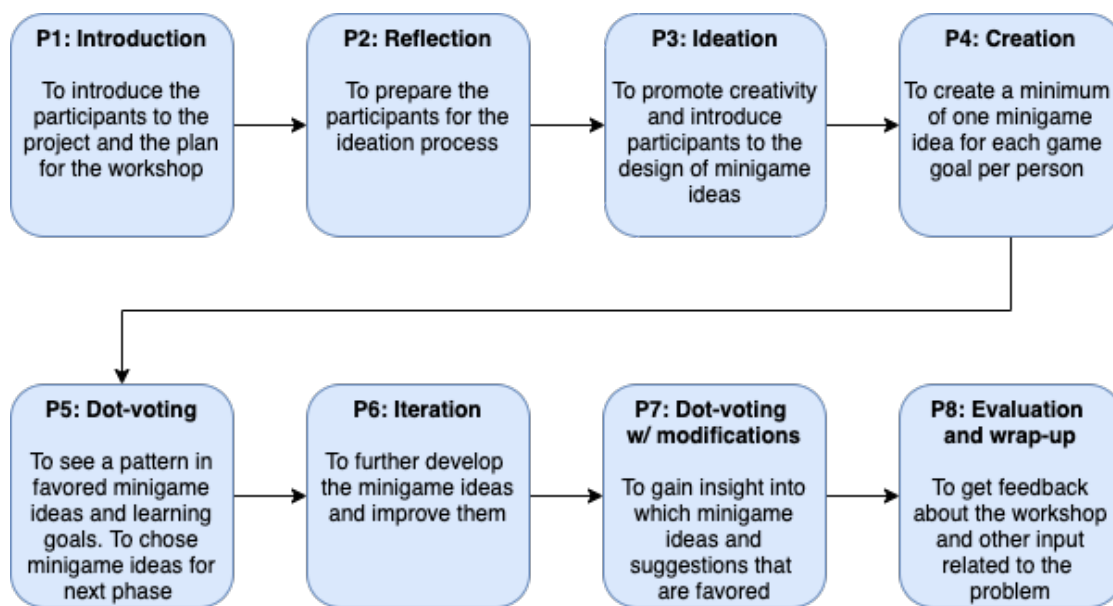 P1: Introduction
To introduce the
participants to the
project and the plan
for the workshop
P2: Reflection
To prepare the
participants for the
ideation process
P3: Ideation
To promote creativity
and introduce
participants to the
design of minigame
ideas
P4: Creation
To create a minimum
of one minigame
idea for each game
goal per person
P5: Dot-voting
To see a pattern in
favored minigame
ideas and learning
goals. To chose
minigame ideas for
next phase
P6: Iteration
To further develop
the minigame ideas
and improve them
P7: Dot-voting
w/ modifications
To gain insight into
which minigame
ideas and
suggestions that
are favored
P8: Evaluation
and wrap-up
To get feedback
about the workshop
and other input
related to the
problem